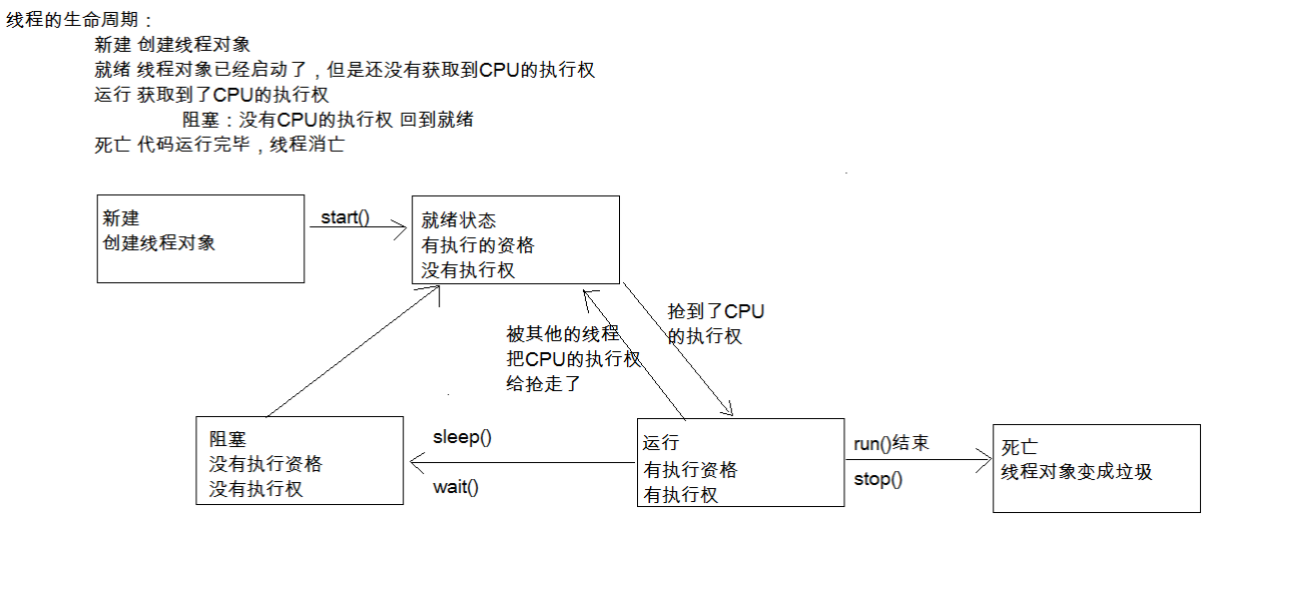 线程的生命周期：
新建 创建线程对象
就绪 线程对象已经启动了，但是还没有获取到CPU的执行权
运行 获取到了CPU的执行权
阻塞：没有CPU的执行权 回到就绪
死亡 代码运行完毕，线程消亡
新建
创建线程对象
start()
就绪状态
有执行的资格
没有执行权
抢到了CPU
的执行权
被其他的线程
把CPU的执行权
给抢走了
阻塞
没有执行资格
没有执行权
sleep()
wait()
运行
有执行资格
有执行权
run()结束
stop()
死亡
线程对象变成垃圾